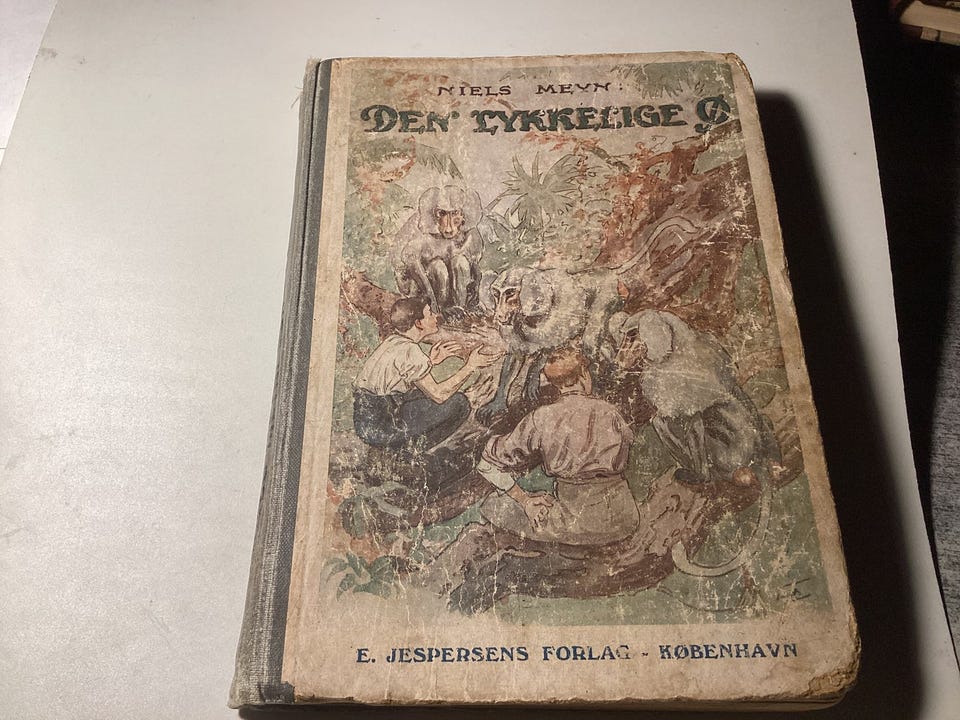 NIELS MEYN:
DEN LYKKELIGE Ø
E. JESPERSENS FORLAG - KØBENHAVN